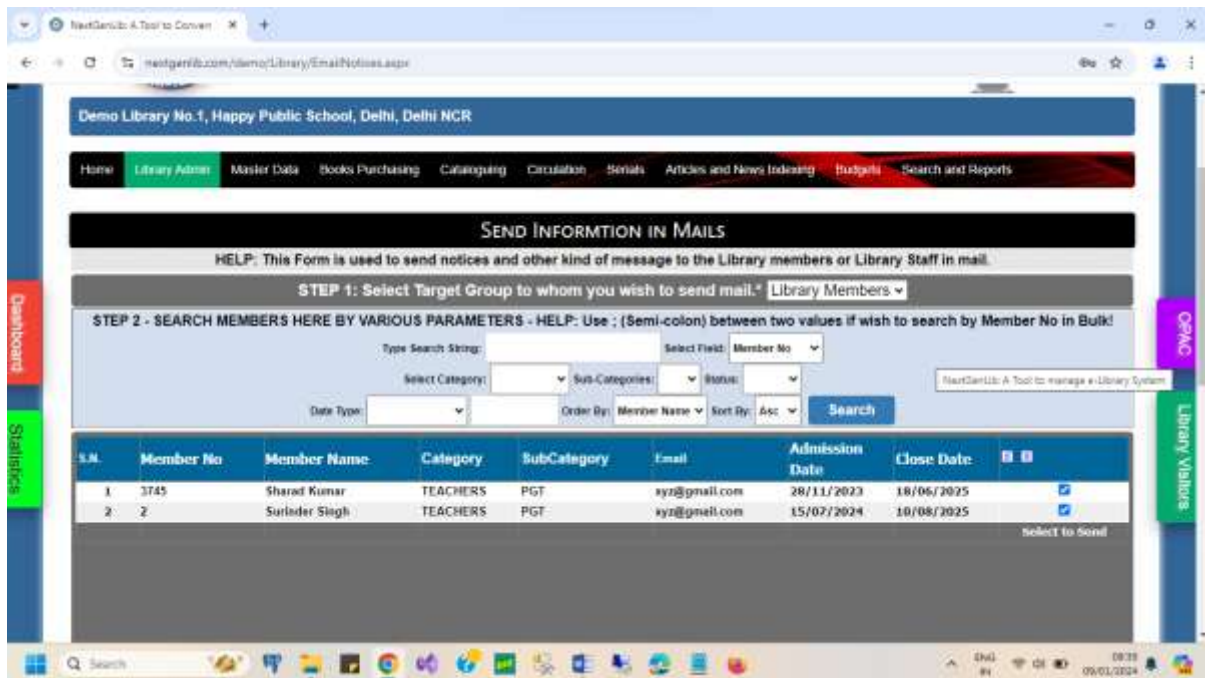 NextGenLib: A Tool to Conver
nextgenlib.com/demo/Library/EmailNotices.aspx
Demo Library No.1, Happy Public School, Delhi, Delhi NCR
Home Library Admin Master Data Books Purchasing Cataloguing Circulation Serials Articles and News Indexing Budgets Search and Reports
SEND INFORMTION IN MAILS
HELP: This Form is used to send notices and other kind of message to the Library members or Library Staff in mail.
STEP 1: Select Target Group to whom you wish to send mail.* Library Members
STEP 2 - SEARCH MEMBERS HERE BY VARIOUS PARAMETERS - HELP: Use ; (Semi-colon) between two values if wish to search by Member No in Bulk!
Type Search String: Select Field: Member No
Select Category: Sub-Categories: Status:
NextGenLib: A Tool to manage e-Library System
Date Type: Order By: Member Name Sort By: Asc Search
S.N. Member No Member Name Category SubCategory Email Admission Date Close Date
1 3745 Sharad Kumar TEACHERS PGT xyz@gmail.com 28/11/2023 18/06/2025
2 2 Surinder Singh TEACHERS PGT xyz@gmail.com 15/07/2024 10/08/2025
Select to Send
Dashboard
Statistics
OPAC
Library Visitors
Search
ENG
IN